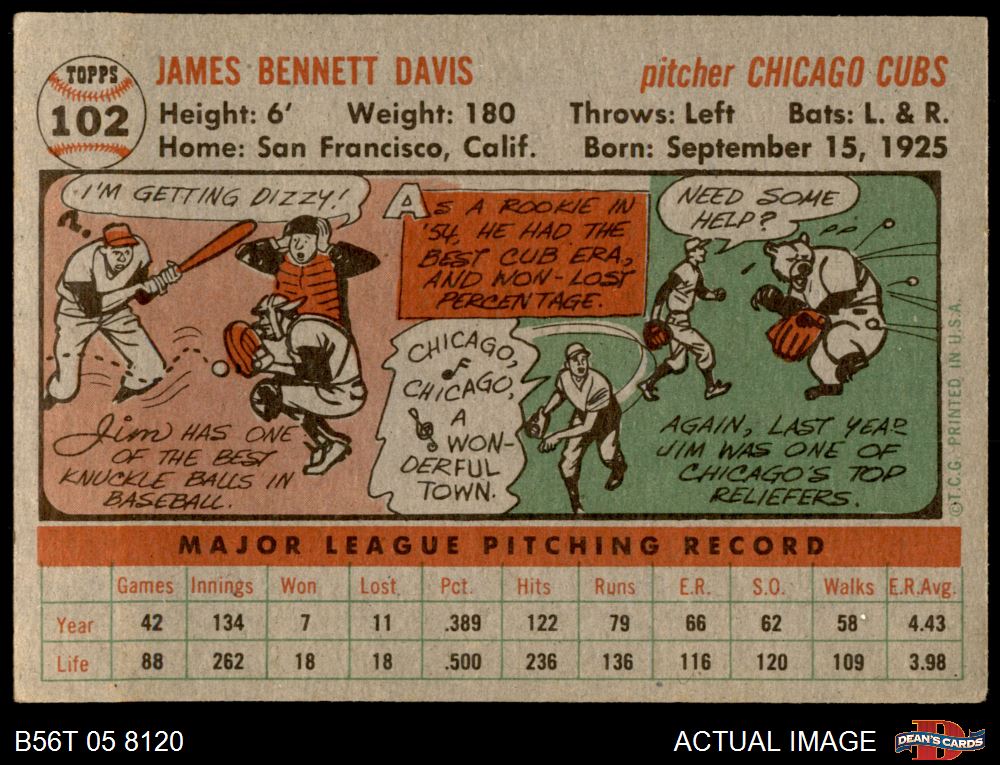 TOPPS
102
JAMES BENNETT DAVIS pitcher CHICAGO CUBS
Height: 6' Weight: 180 Throws: Left Bats: L. & R.
Home: San Francisco, Calif. Born: September 15, 1925
I'M GETTING DIZZY!
JIM HAS ONE
OF THE BEST
KNUCKLE BALLS IN
BASEBALL.
AS A ROOKIE IN
'54, HE HAD THE
BEST CUB ERA,
AND WON-LOST
PERCENTAGE.
CHICAGO,
CHICAGO,
A
WON-
DERFUL
TOWN.
NEED SOME
HELP?
AGAIN, LAST YEAR
JIM WAS ONE OF
CHICAGO'S TOP
RELIEFERS.
©T.C.G. PRINTED IN U.S.A.
MAJOR LEAGUE PITCHING RECORD
Games Innings Won Lost Pct. Hits Runs E.R. S.O. Walks E.R.Avg.
Year 42 134 7 11 .389 122 79 66 62 58 4.43
Life 88 262 18 18 .500 236 136 116 120 109 3.98
B56T 05 8120 ACTUAL IMAGE DEAN'S CARDS